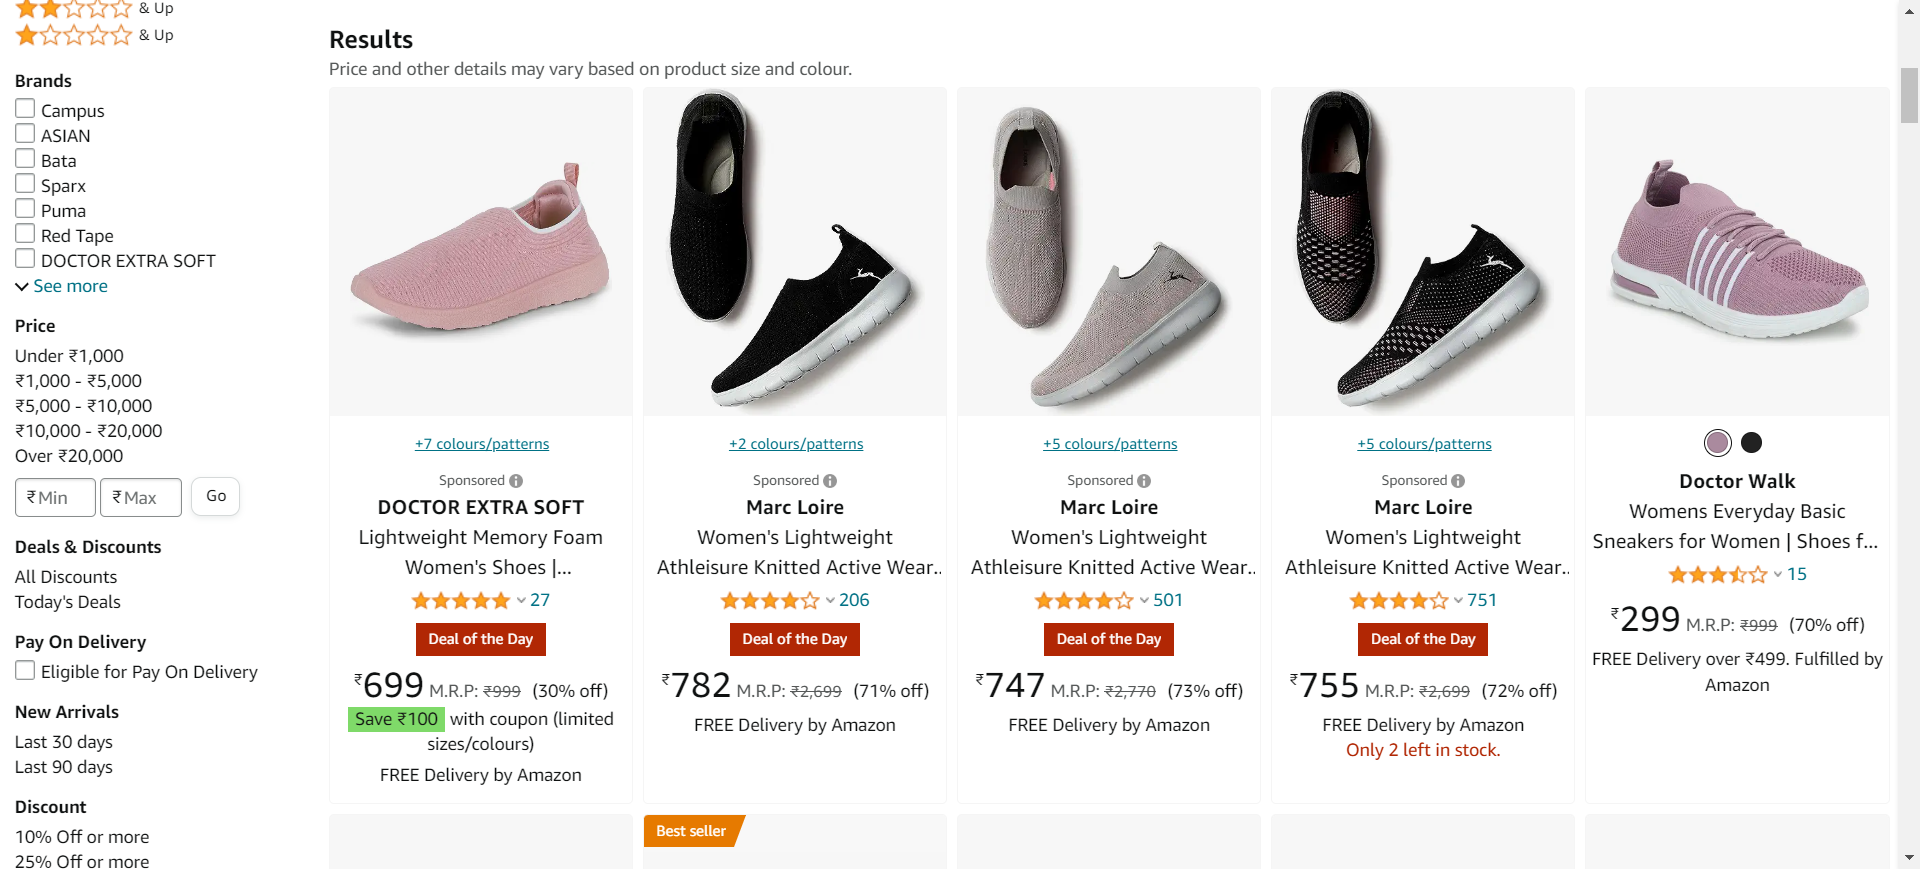 & Up
& Up
Brands
Campus
ASIAN
Bata
Sparx
Puma
Red Tape
DOCTOR EXTRA SOFT
See more
Price
Under ₹1,000
₹1,000 - ₹5,000
₹5,000 - ₹10,000
₹10,000 - ₹20,000
Over ₹20,000
₹ Min ₹ Max Go
Deals & Discounts
All Discounts
Today's Deals
Pay On Delivery
Eligible for Pay On Delivery
New Arrivals
Last 30 days
Last 90 days
Discount
10% Off or more
25% Off or more
Results
Price and other details may vary based on product size and colour.
+7 colours/patterns
Sponsored
DOCTOR EXTRA SOFT
Lightweight Memory Foam
Women's Shoes |...
27
Deal of the Day
₹699 M.R.P: ₹999 (30% off)
Save ₹100 with coupon (limited
sizes/colours)
FREE Delivery by Amazon
+2 colours/patterns
Sponsored
Marc Loire
Women's Lightweight
Athleisure Knitted Active Wear..
206
Deal of the Day
₹782 M.R.P: ₹2,699 (71% off)
FREE Delivery by Amazon
+5 colours/patterns
Sponsored
Marc Loire
Women's Lightweight
Athleisure Knitted Active Wear..
501
Deal of the Day
₹747 M.R.P: ₹2,770 (73% off)
FREE Delivery by Amazon
+5 colours/patterns
Sponsored
Marc Loire
Women's Lightweight
Athleisure Knitted Active Wear..
751
Deal of the Day
₹755 M.R.P: ₹2,699 (72% off)
FREE Delivery by Amazon
Only 2 left in stock.
Doctor Walk
Womens Everyday Basic
Sneakers for Women | Shoes f...
15
₹299 M.R.P: ₹999 (70% off)
FREE Delivery over ₹499. Fulfilled by
Amazon
Best seller